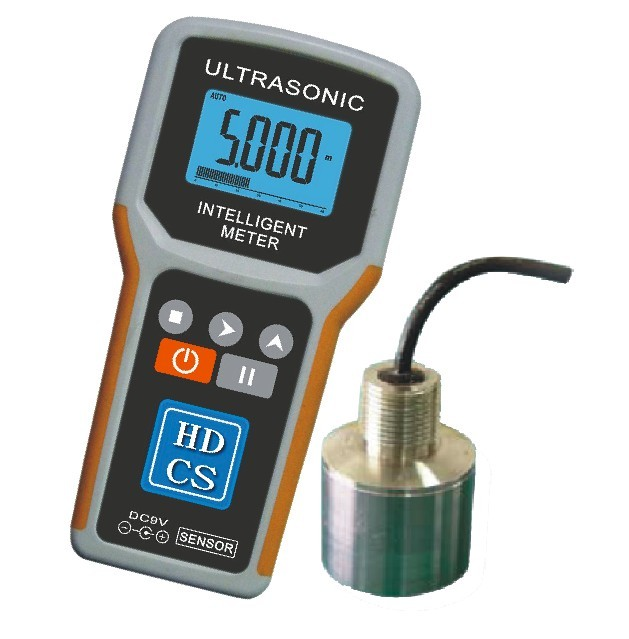 ULTRASONIC
AUTO
5.000 m
INTELLIGENT
METER
HD
CS
DC9V
SENSOR